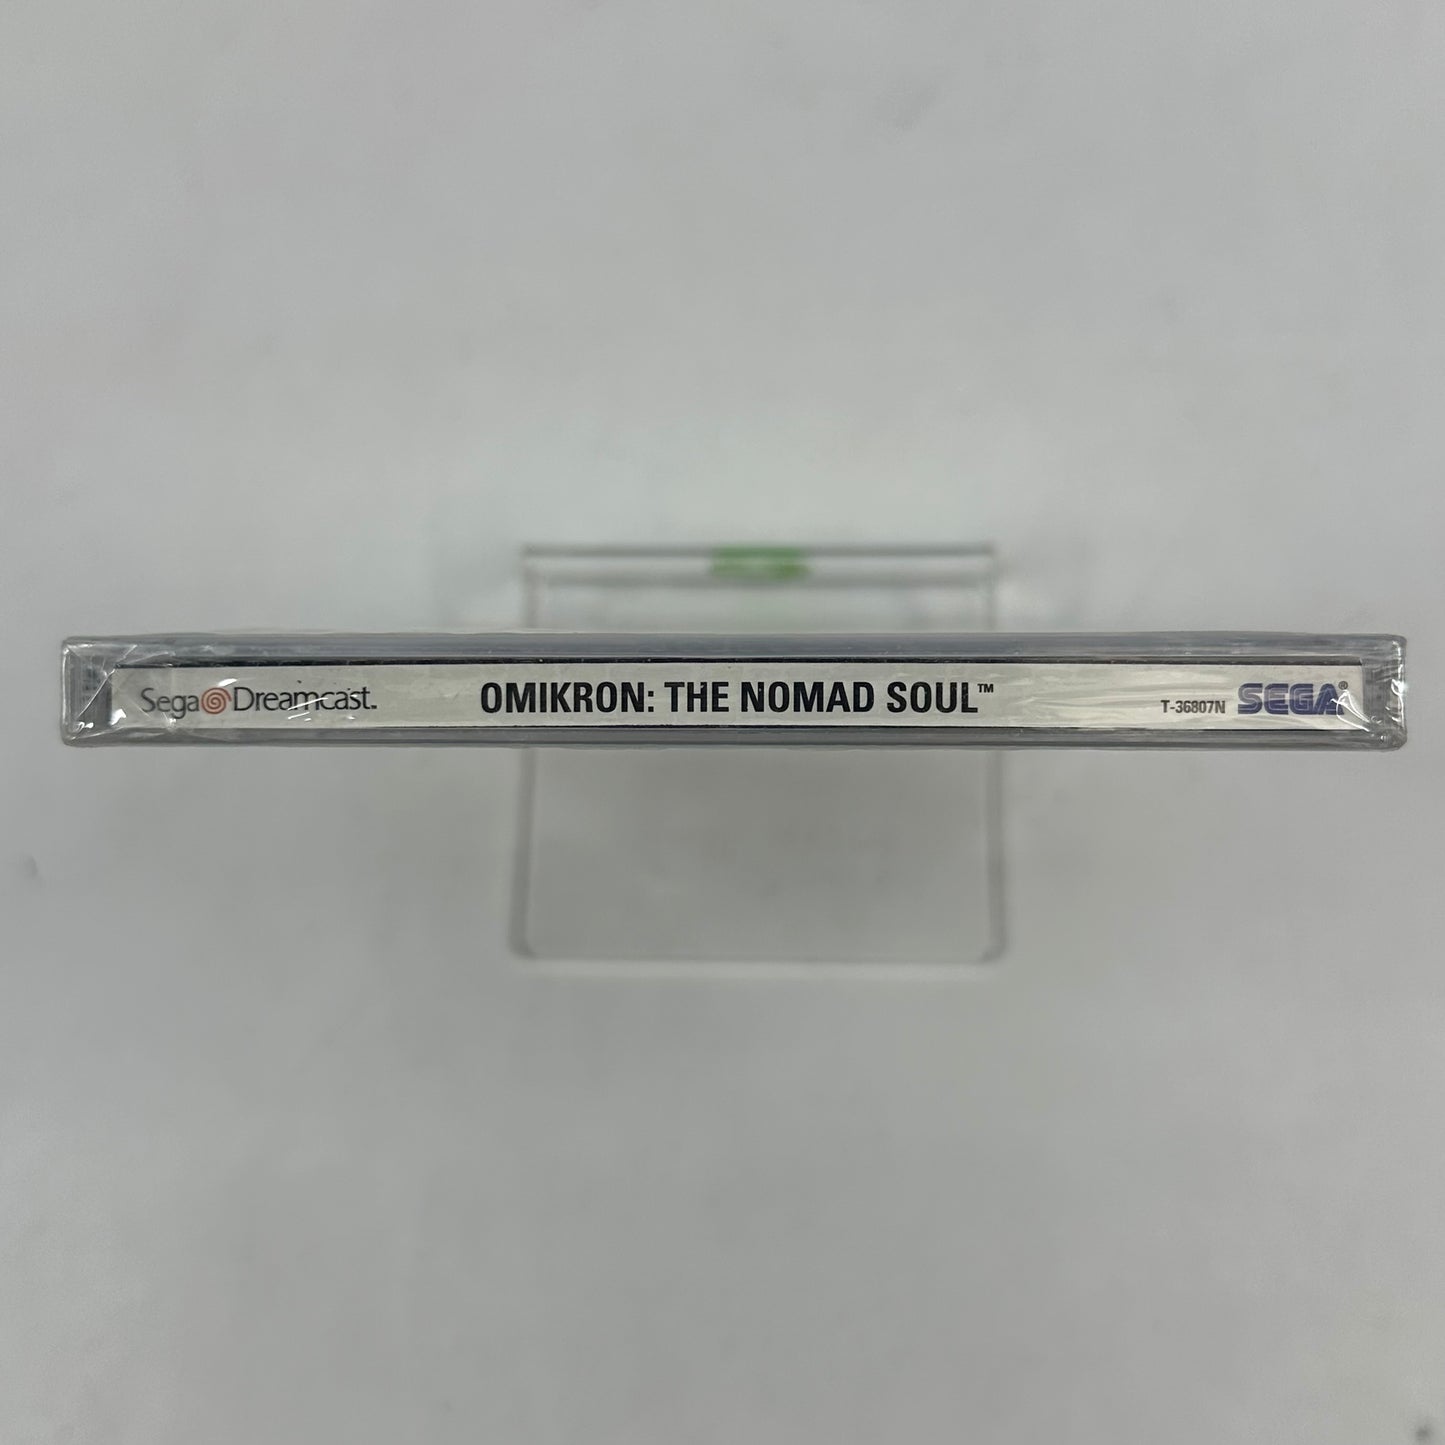 Sega Dreamcast. OMIKRON: THE NOMAD SOUL™ T-36807N SEGA®